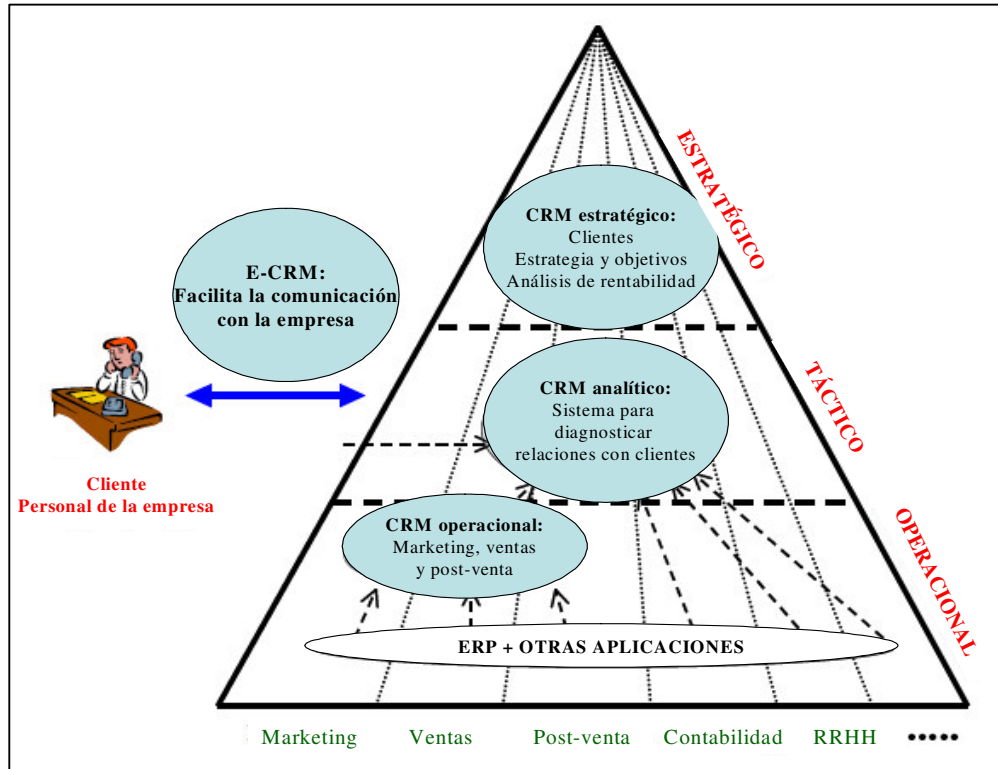 ESTRATÉGICO
CRM estratégico:
Clientes
Estrategia y objetivos
Análisis de rentabilidad
E-CRM:
Facilita la comunicación
con la empresa
TÁCTICO
CRM analítico:
Sistema para
diagnosticar
relaciones con clientes
Cliente
Personal de la empresa
OPERACIONAL
CRM operacional:
Marketing, ventas
y post-venta
ERP + OTRAS APLICACIONES
Marketing Ventas Post-venta Contabilidad RRHH •••••